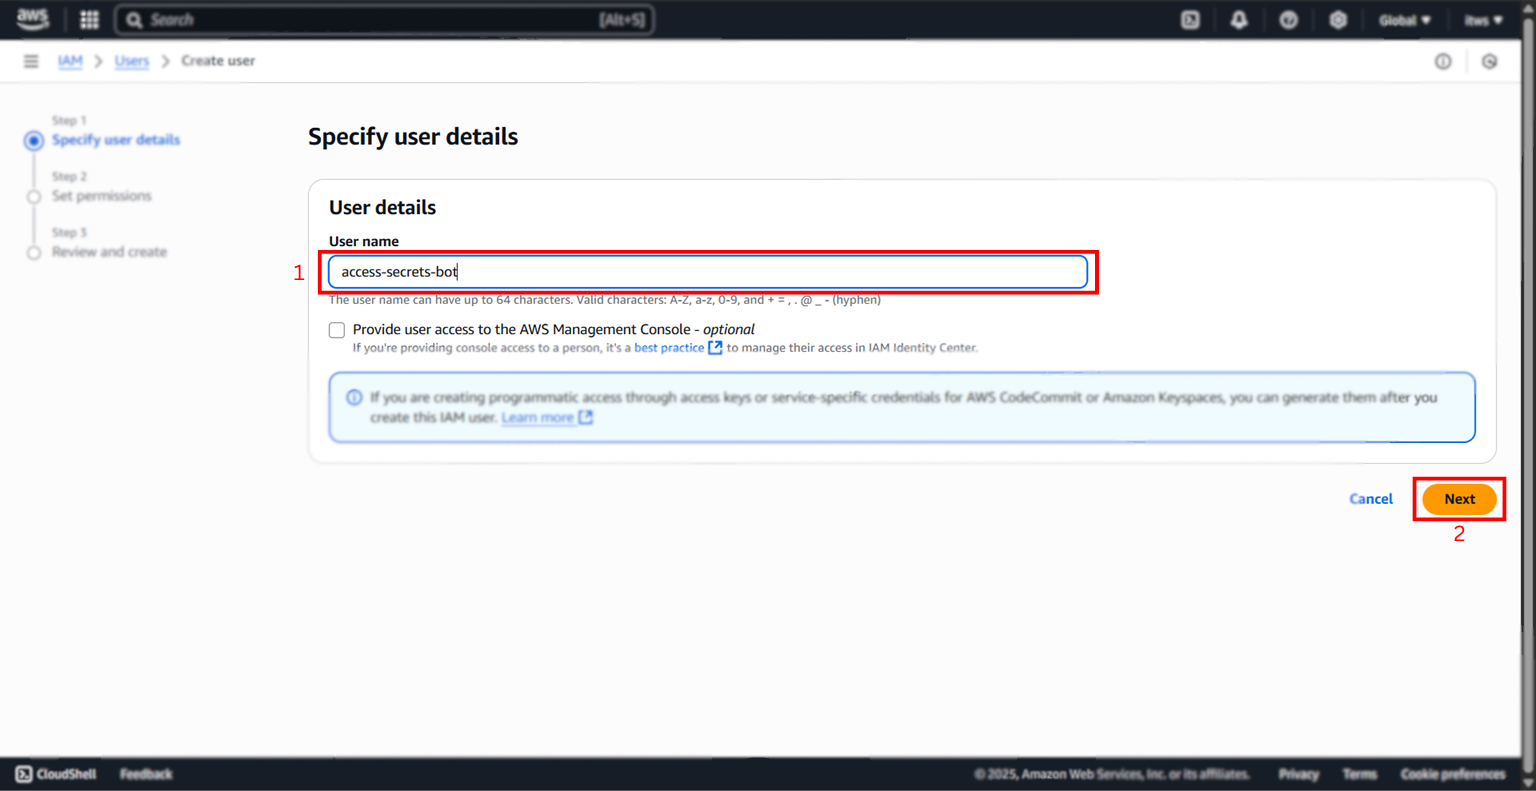 aws Search [Alt+S] Global itws
IAM > Users > Create user
Step 1
Specify user details
Step 2
Set permissions
Step 3
Review and create
Specify user details
User details
User name
1 access-secrets-bot
The user name can have up to 64 characters. Valid characters: A-Z, a-z, 0-9, and + = , . @ _ - (hyphen)
Provide user access to the AWS Management Console - optional
If you're providing console access to a person, it's a best practice to manage their access in IAM Identity Center.
If you are creating programmatic access through access keys or service-specific credentials for AWS CodeCommit or Amazon Keyspaces, you can generate them after you
create this IAM user. Learn more
Cancel Next
2
CloudShell Feedback © 2025, Amazon Web Services, Inc. or its affiliates. Privacy Terms Cookie preferences